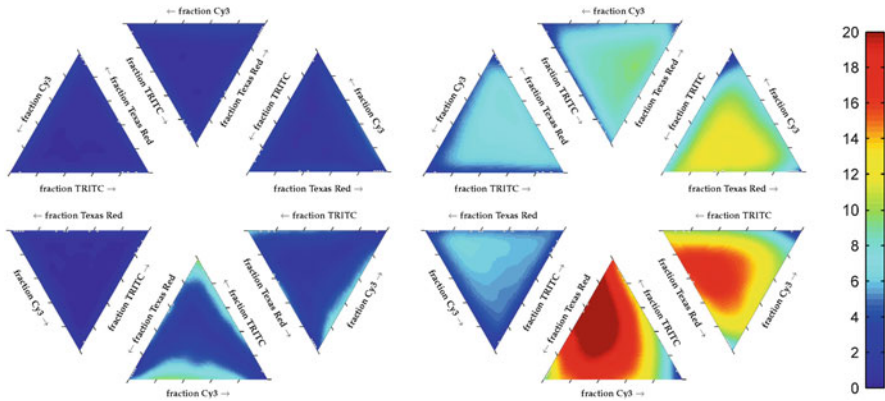 ← fraction Cy3
← fraction Cy3
fraction TRITC →
fraction Texas Red →
← fraction Cy3
← fraction Texas Red
fraction TRITC →
← fraction TRITC
← fraction Cy3
fraction Texas Red →
← fraction Texas Red
fraction Cy3 →
fraction TRITC →
← fraction Texas Red
← fraction TRITC
fraction Cy3 →
← fraction TRITC
fraction Texas Red →
fraction Cy3 →
← fraction Cy3
fraction TRITC →
fraction Texas Red →
← fraction Cy3
← fraction Texas Red
fraction TRITC →
← fraction TRITC
← fraction Cy3
fraction Texas Red →
← fraction Texas Red
fraction Cy3 →
fraction TRITC →
← fraction Texas Red
← fraction TRITC
fraction Cy3 →
← fraction TRITC
fraction Texas Red →
fraction Cy3 →
20
18
16
14
12
10
8
6
4
2
0